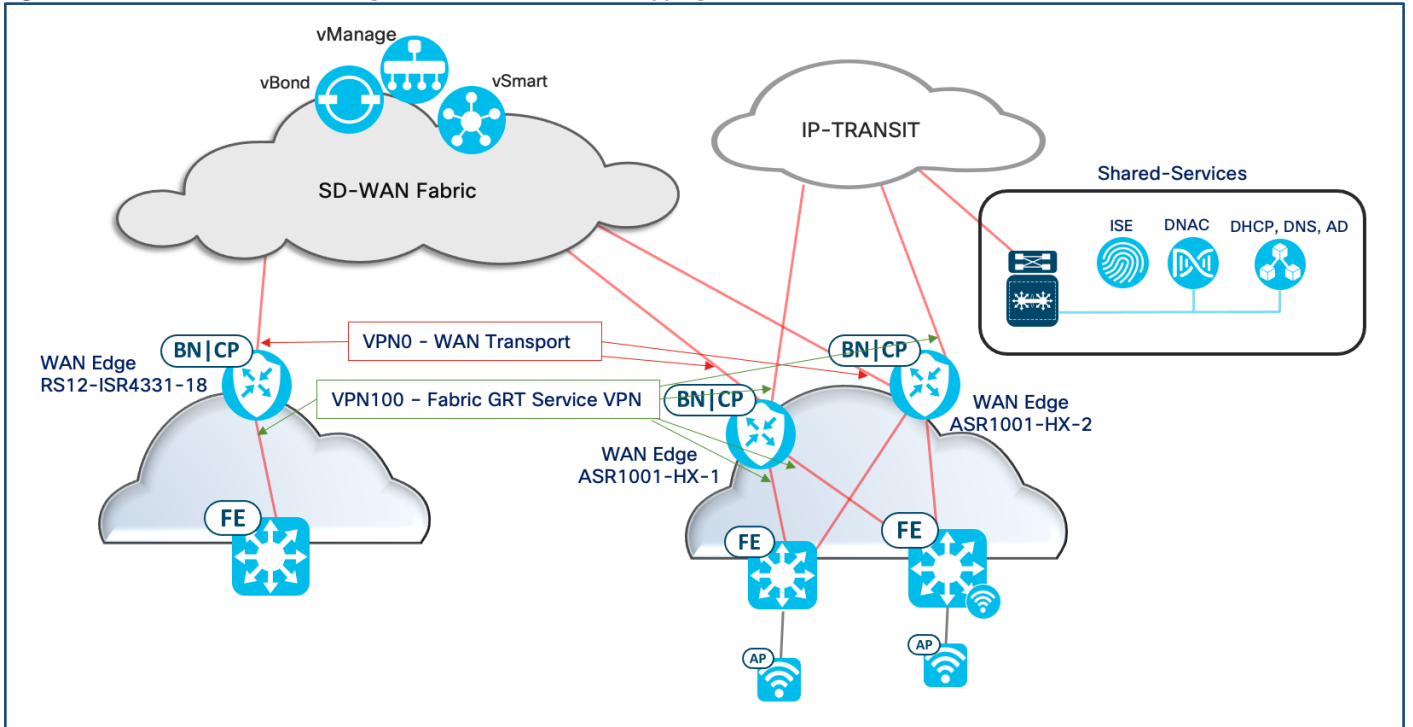 vManage
vBond
vSmart
SD-WAN Fabric
IP-TRANSIT
Shared-Services
ISE
DNAC
DHCP, DNS, AD
BN|CP
WAN Edge
RS12-ISR4331-18
VPN0 - WAN Transport
VPN100 - Fabric GRT Service VPN
BN|CP
BN|CP
WAN Edge
ASR1001-HX-2
WAN Edge
ASR1001-HX-1
FE
FE
FE
AP
AP